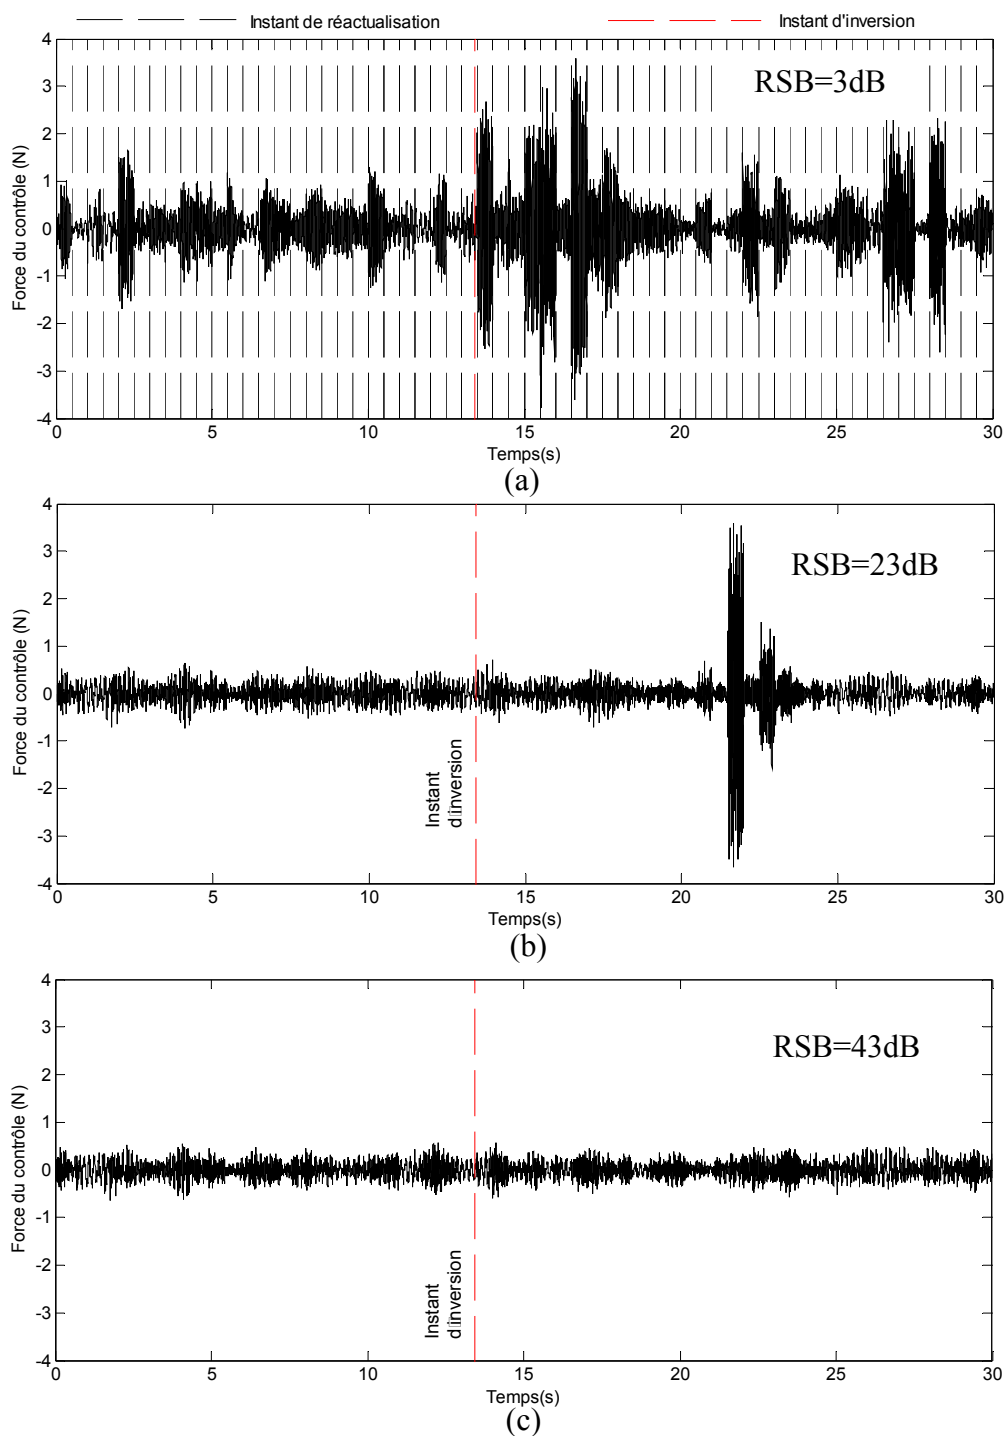 Instant de réactualisation
Instant d'inversion
4
3
2
1
0
-1
-2
-3
-4
Force du contrôle (N)
RSB=3dB
0 5 10 15 20 25 30
Temps(s)
(a)
4
3
2
1
0
-1
-2
-3
-4
Force du contrôle (N)
RSB=23dB
Instant
d'inversion
0 5 10 15 20 25 30
Temps(s)
(b)
4
3
2
1
0
-1
-2
-3
-4
Force du contrôle (N)
RSB=43dB
Instant
d'inversion
0 5 10 15 20 25 30
Temps(s)
(c)